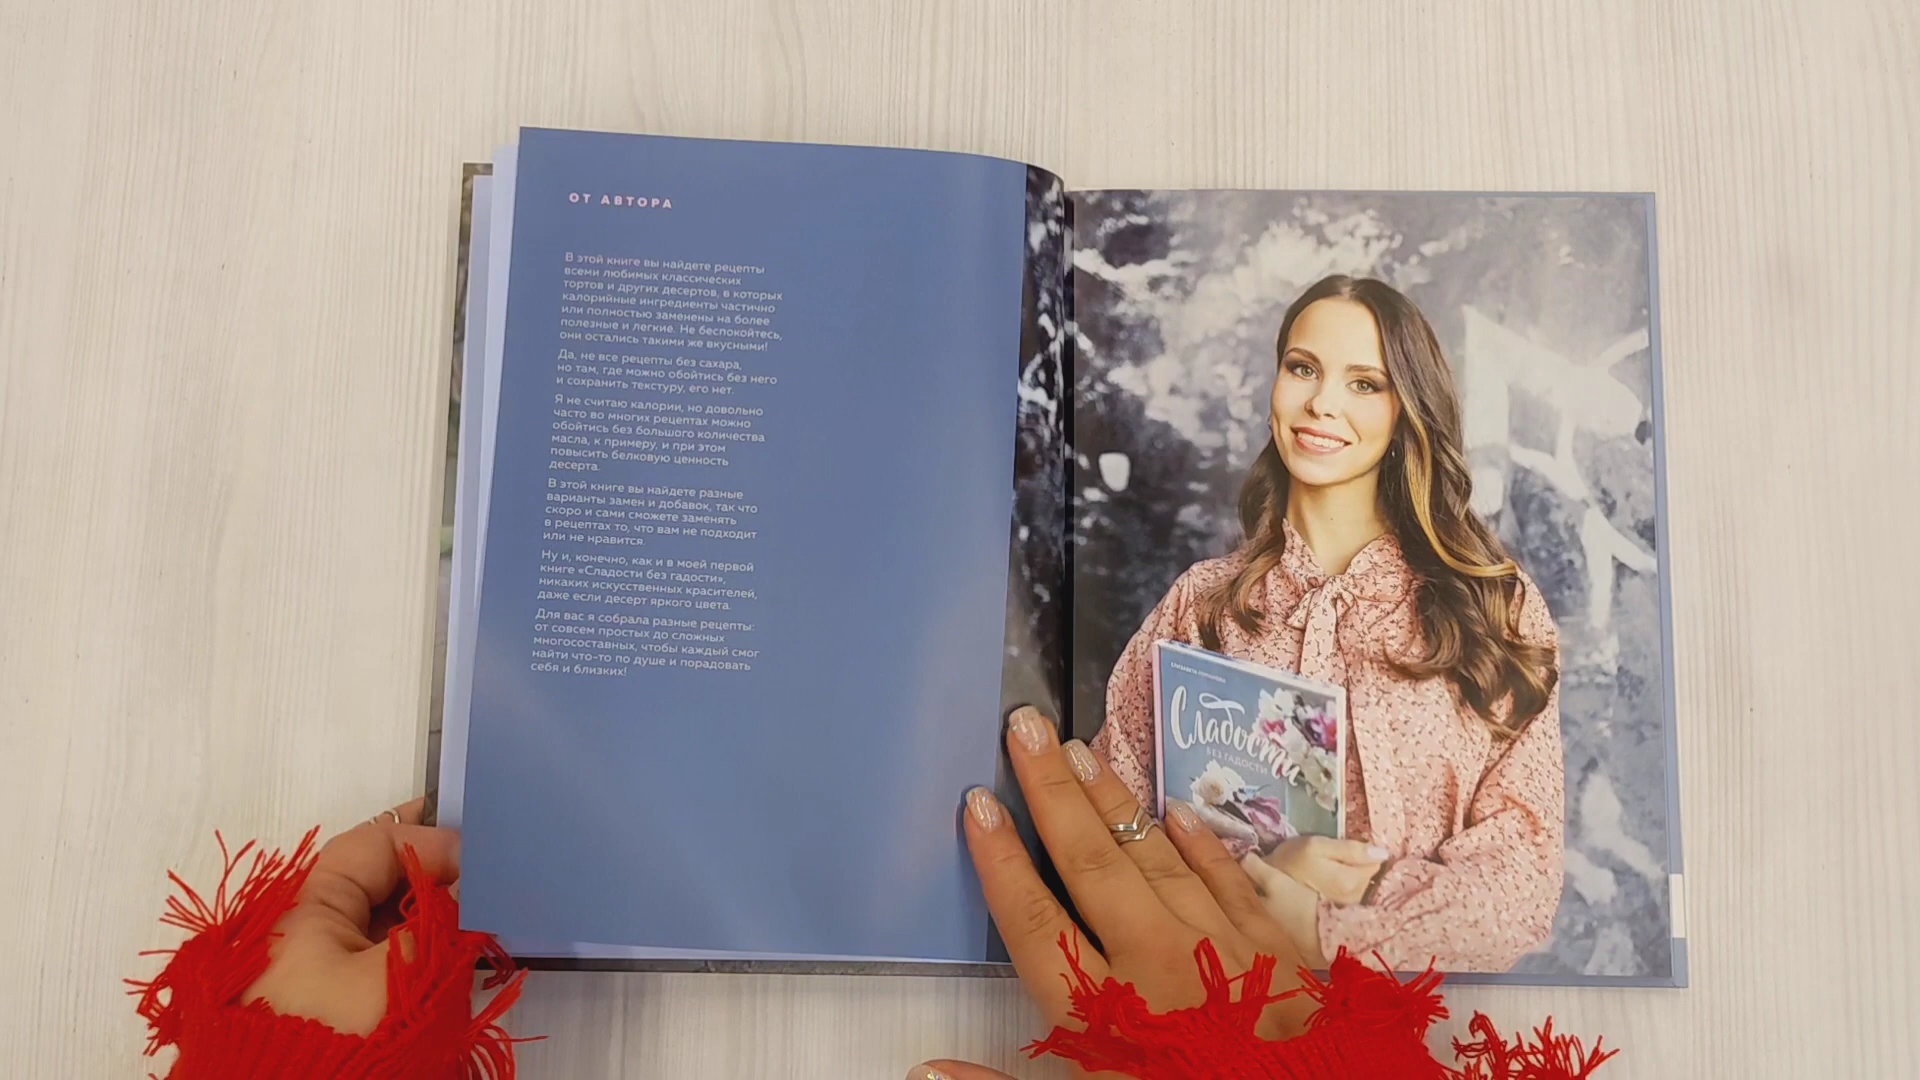 ОТ АВТОРА
В этой книге вы найдете рецепты
всеми любимых классических
тортов и других десертов, в которых
калорийные ингредиенты частично
или полностью заменены на более
полезные и легкие. Не беспокойтесь,
они остались такими же вкусными!
Да, не все рецепты без сахара,
но там, где можно обойтись без него
и сохранить текстуру, его нет.
Я не считаю калории, но довольно
часто во многих рецептах можно
обойтись без большого количества
масла, к примеру, и при этом
повысить белковую ценность
десерта.
В этой книге вы найдете разные
варианты замен и добавок, так что
скоро и сами сможете заменять
в рецептах то, что вам не подходит
или не нравится.
Ну и, конечно, как и в моей первой
книге «Сладости без гадости»,
никаких искусственных красителей,
даже если десерт яркого цвета.
Для вас я собрала разные рецепты:
от совсем простых до сложных
многосоставных, чтобы каждый смог
найти что-то по душе и порадовать
себя и близких!
Сладости
БЕЗ ГАДОСТИ